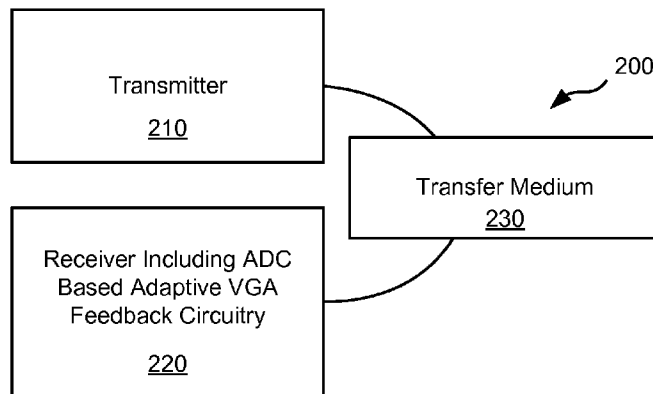 Transmitter
210
200
Transfer Medium
230
Receiver Including ADC
Based Adaptive VGA
Feedback Circuitry
220